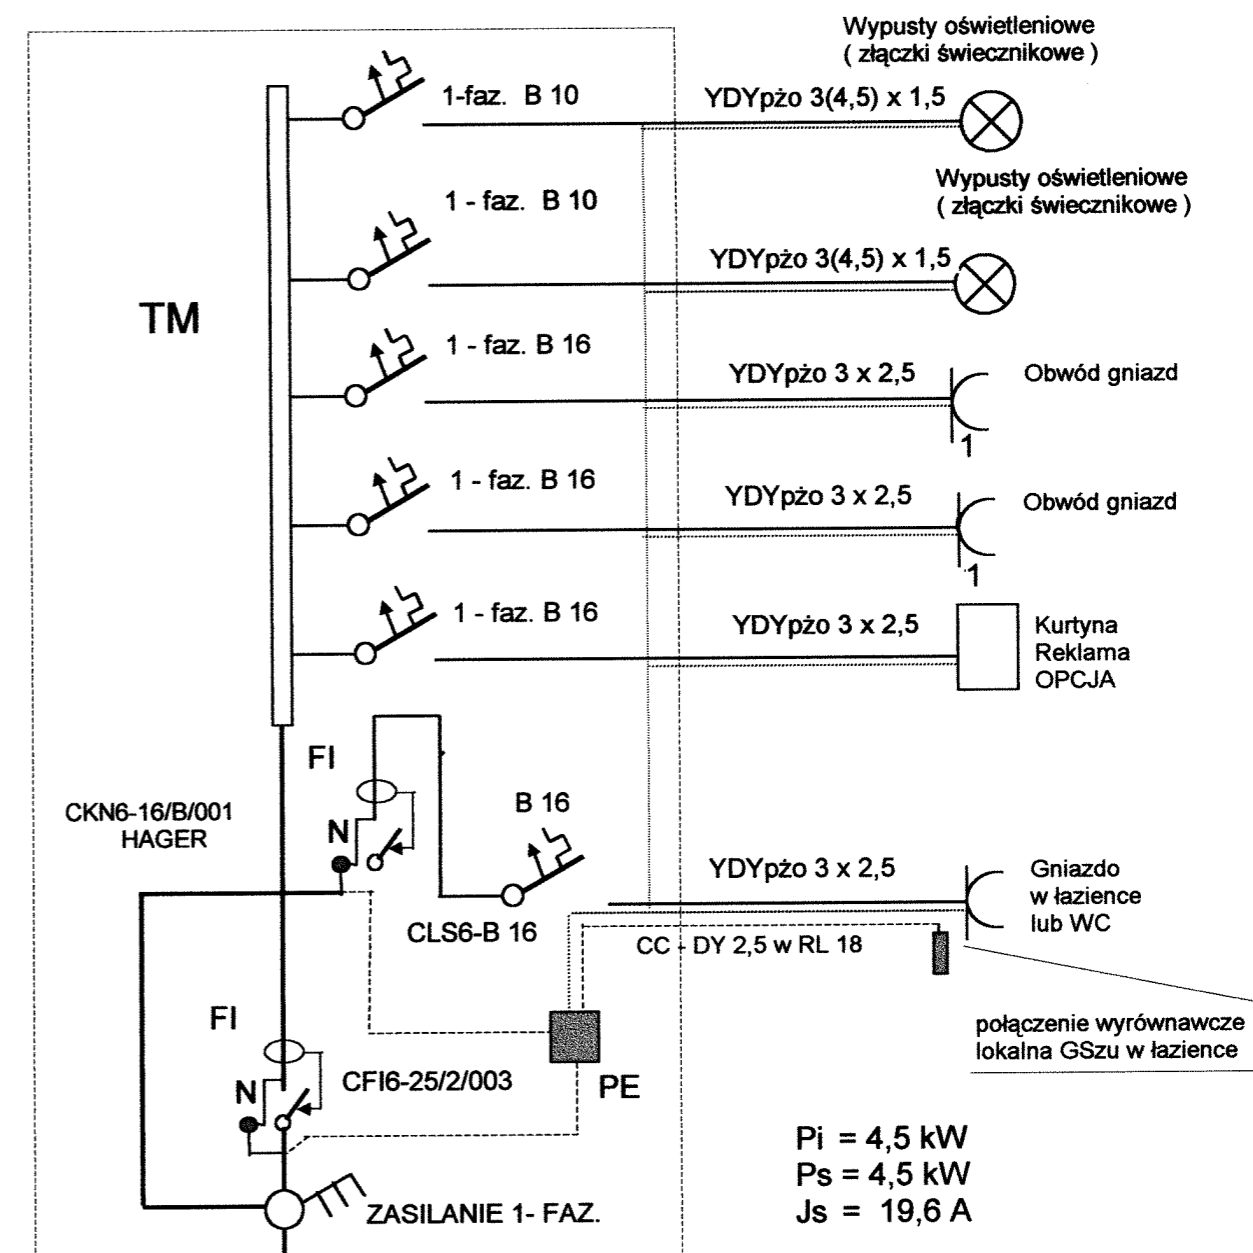 Wypusty oświetleniowe
( złączki świecznikowe )
1-faz. B 10
YDYpżo 3(4,5) x 1,5
Wypusty oświetleniowe
( złączki świecznikowe )
1 - faz. B 10
YDYpżo 3(4,5) x 1,5
TM
1 - faz. B 16
YDYpżo 3 x 2,5
Obwód gniazd
1
1 - faz. B 16
YDYpżo 3 x 2,5
Obwód gniazd
1
1 - faz. B 16
YDYpżo 3 x 2,5
Kurtyna
Reklama
OPCJA
FI
CKN6-16/B/001
HAGER
N
B 16
CLS6-B 16
YDYpżo 3 x 2,5
Gniazdo
w łazience
lub WC
CC - DY 2,5 w RL 18
połączenie wyrównawcze
lokalna GSzu w łazience
FI
N
CFI6-25/2/003
PE
Pi = 4,5 kW
Ps = 4,5 kW
Js = 19,6 A
ZASILANIE 1- FAZ.